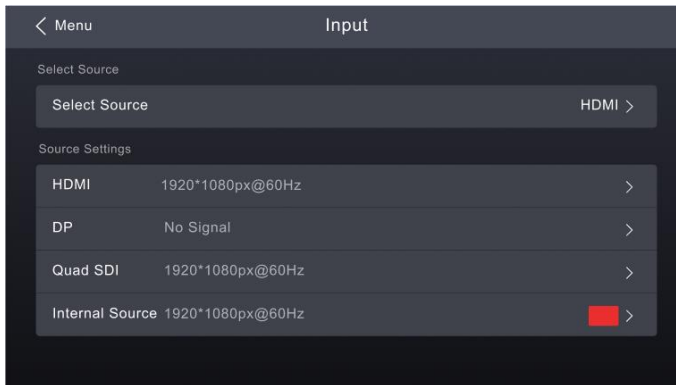 Menu Input
Select Source
Select Source HDMI
Source Settings
HDMI 1920*1080px@60Hz
DP No Signal
Quad SDI 1920*1080px@60Hz
Internal Source 1920*1080px@60Hz